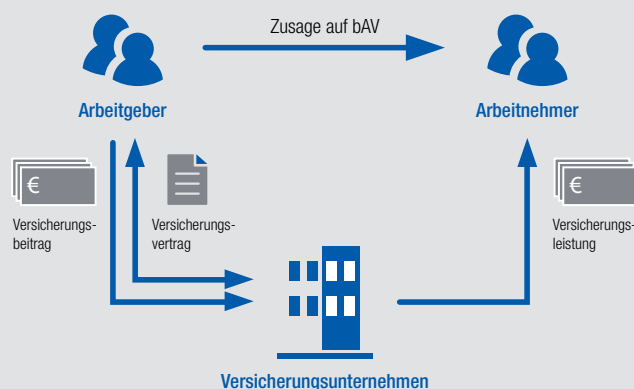 Zusage auf bAV
Arbeitgeber
Arbeitnehmer
€
Versicherungs-
beitrag
Versicherungs-
vertrag
€
Versicherungs-
leistung
Versicherungsunternehmen